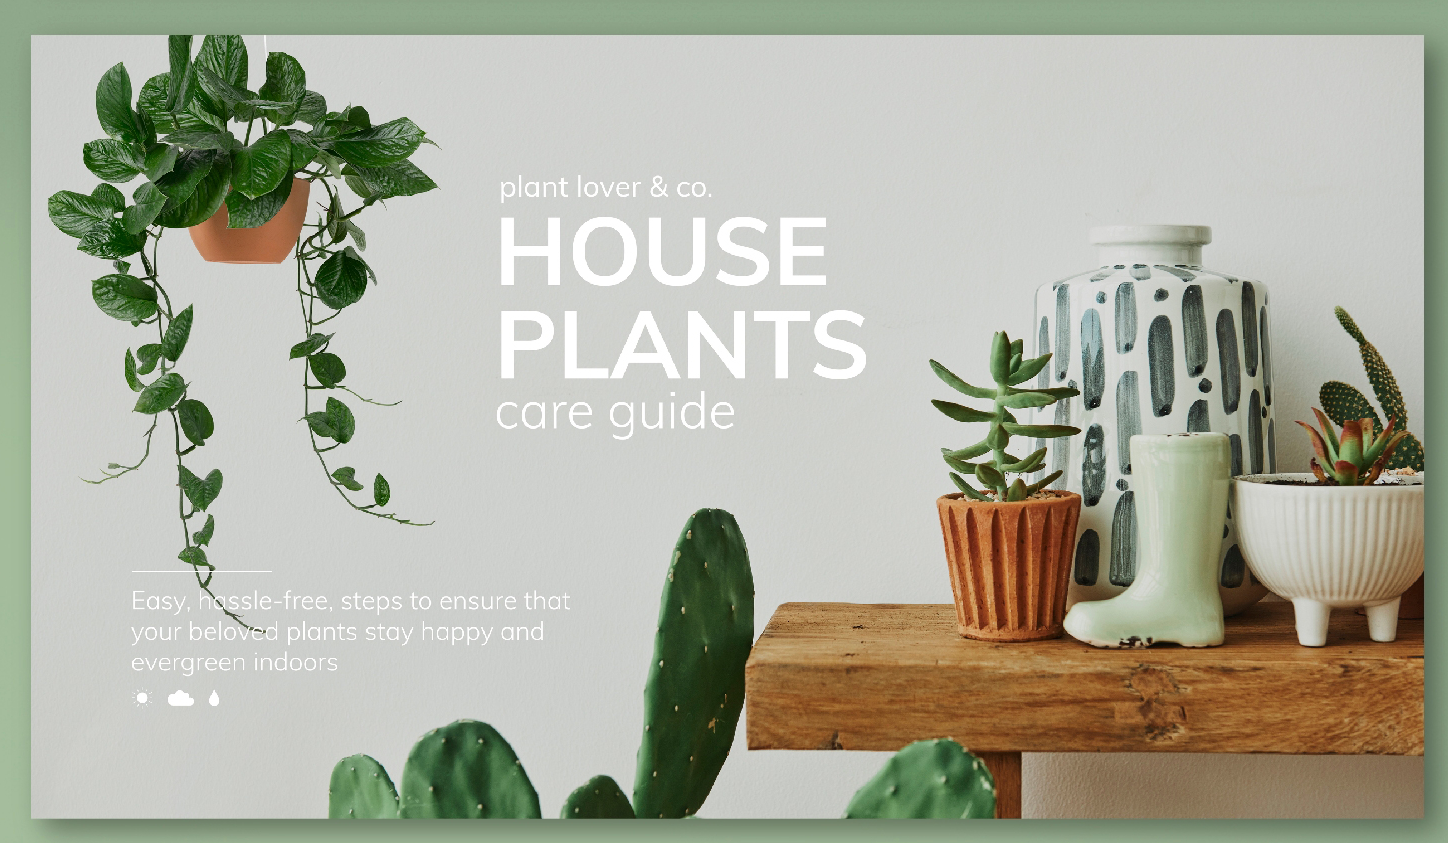 plant lover & co.
HOUSE
PLANTS
care guide
Easy, hassle-free, steps to ensure that
your beloved plants stay happy and
evergreen indoors